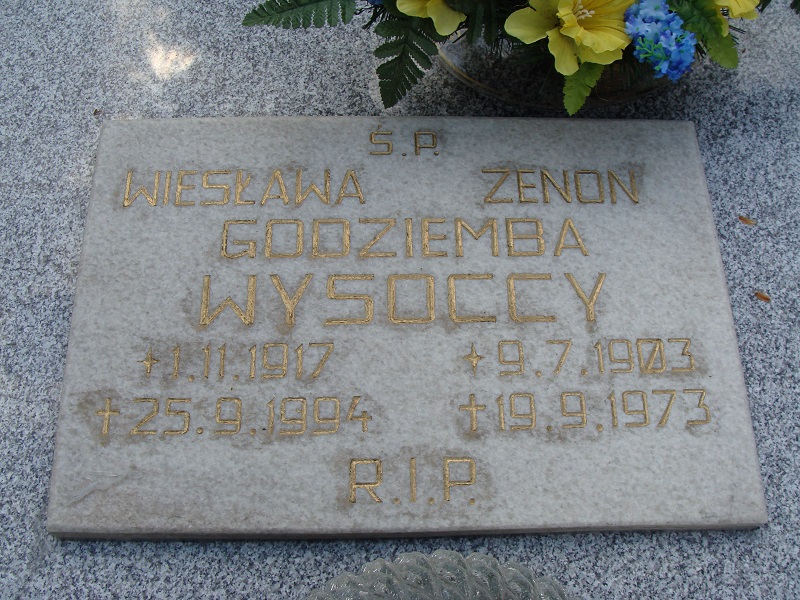 Ś.P.
WIESŁAWA ZENON
GODZIEMBA
WYSOCCY
+1.11.1917 +9.7.1903
+25.9.1994 +19.9.1973
R.I.P.